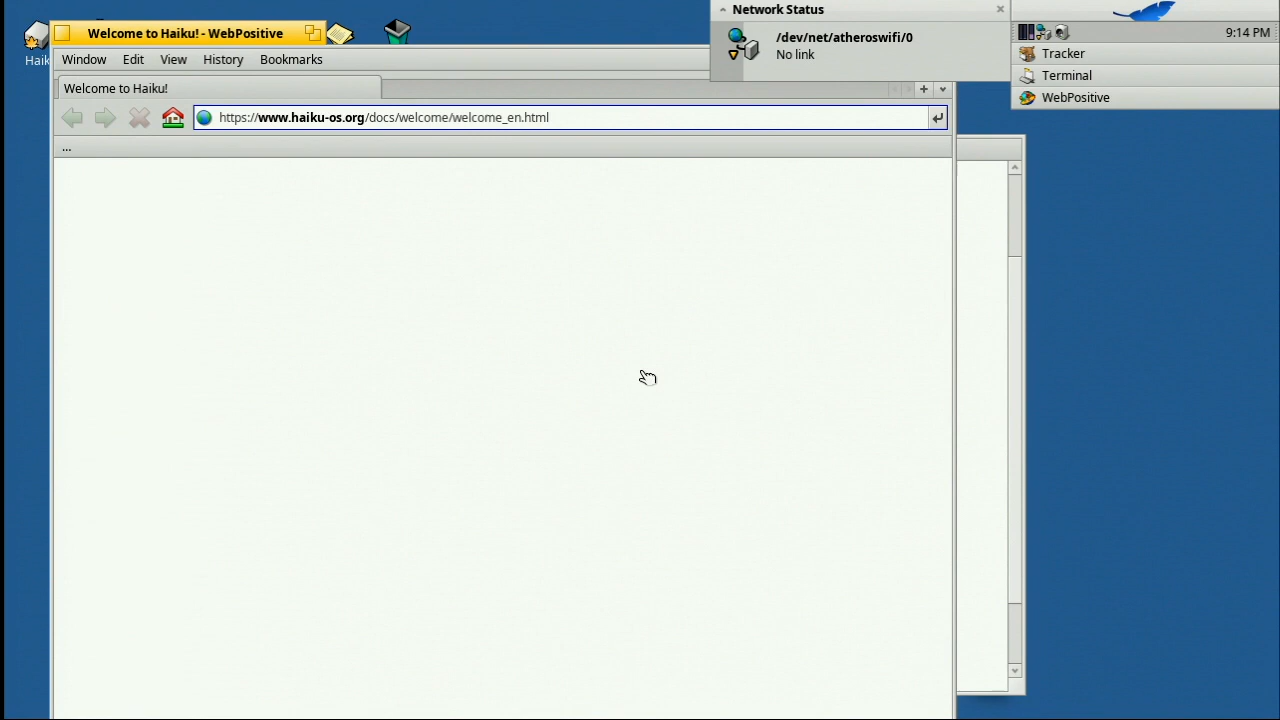 Network Status
Welcome to Haiku! - WebPositive
9:14 PM
/dev/net/atheroswifi/0
No link
Tracker
Haik
Window Edit View History Bookmarks
Terminal
Welcome to Haiku!
WebPositive
https://www.haiku-os.org/docs/welcome/welcome_en.html
...